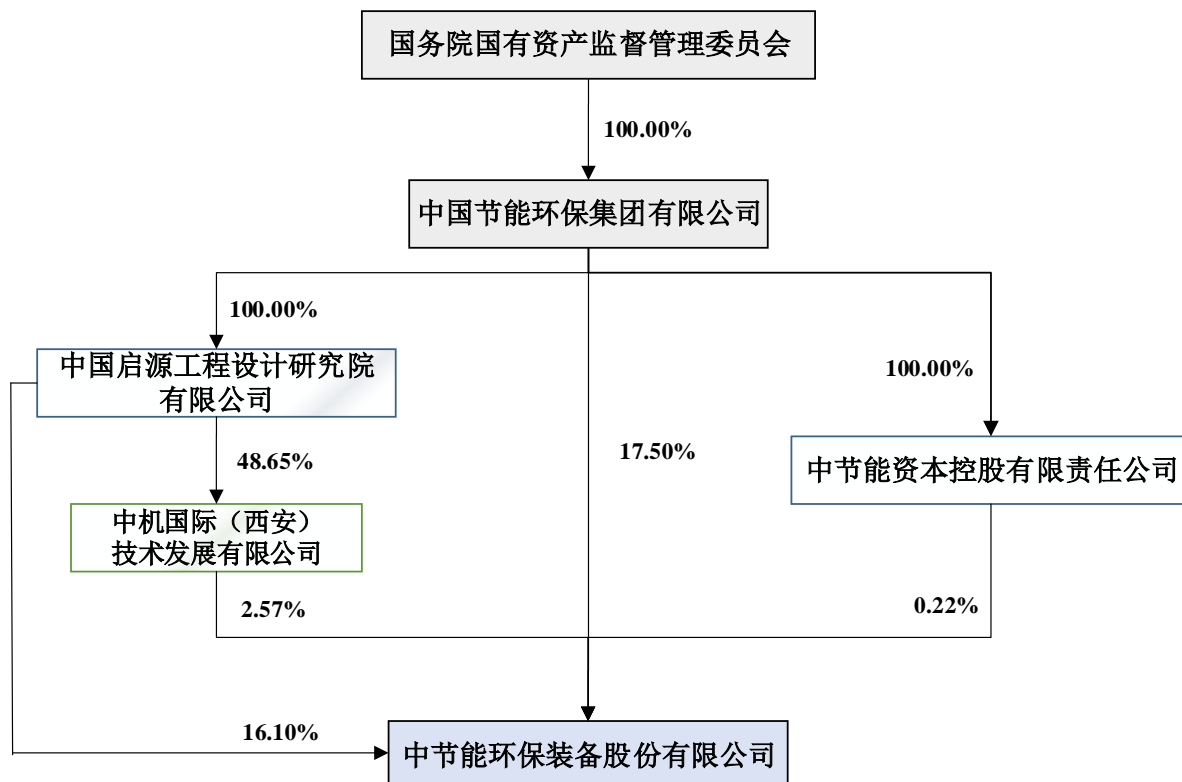 国务院国有资产监督管理委员会
100.00%
中国节能环保集团有限公司
100.00%
中国启源工程设计研究院
有限公司
100.00%
48.65%
17.50%
中节能资本控股有限责任公司
中机国际（西安）
技术发展有限公司
2.57%
0.22%
16.10%
中节能环保装备股份有限公司